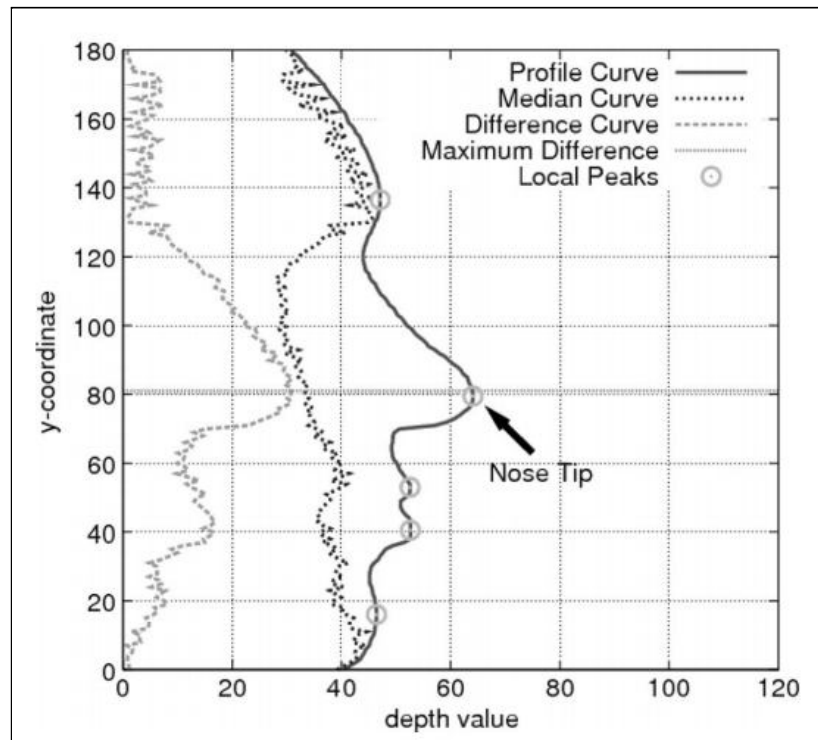 180
160
140
120
100
80
60
40
20
0
y-coordinate
Profile Curve
Median Curve
Difference Curve
Maximum Difference
Local Peaks
Nose Tip
0 20 40 60 80 100 120
depth value